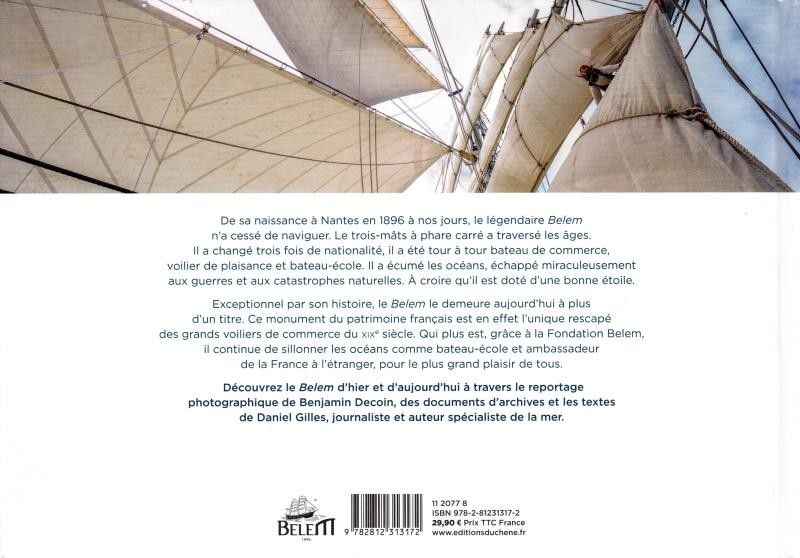 De sa naissance à Nantes en 1896 à nos jours, le légendaire Belem
n'a cessé de naviguer. Le trois-mâts à phare carré a traversé les âges.
Il a changé trois fois de nationalité, il a été tour à tour bateau de commerce,
voilier de plaisance et bateau-école. Il a écumé les océans, échappé miraculeusement
aux guerres et aux catastrophes naturelles. À croire qu'il est doté d'une bonne étoile.
Exceptionnel par son histoire, le Belem le demeure aujourd'hui à plus
d'un titre. Ce monument du patrimoine français est en effet l'unique rescapé
des grands voiliers de commerce du XIXe siècle. Qui plus est, grâce à la Fondation Belem,
il continue de sillonner les océans comme bateau-école et ambassadeur
de la France à l'étranger, pour le plus grand plaisir de tous.
Découvrez le Belem d'hier et d'aujourd'hui à travers le reportage
photographique de Benjamin Decoin, des documents d'archives et les textes
de Daniel Gilles, journaliste et auteur spécialiste de la mer.
BELEM
1896
9 782812 313172
11 2077 8
ISBN 978-2-81231317-2
29,90 € Prix TTC France
www.editionsduchene.fr